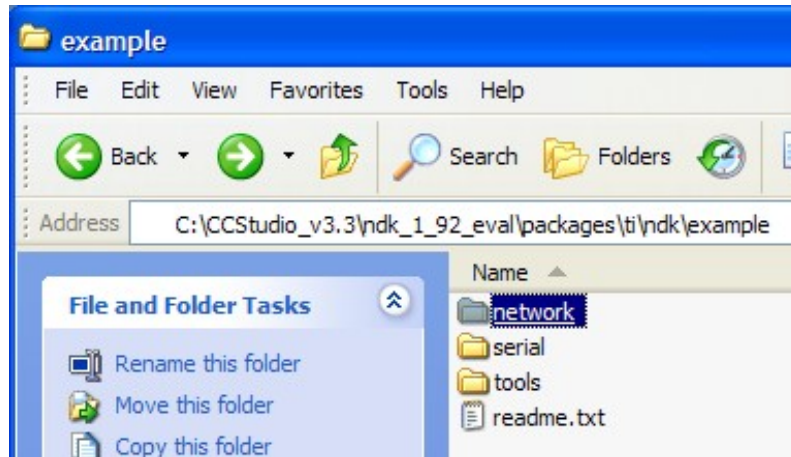 example
File Edit View Favorites Tools Help
Back Search Folders
Address C:\CCStudio_v3.3\ndk_1_92_eval\packages\ti\ndk\example
Name
File and Folder Tasks
network
serial
Rename this folder
tools
Move this folder
readme.txt
Copy this folder